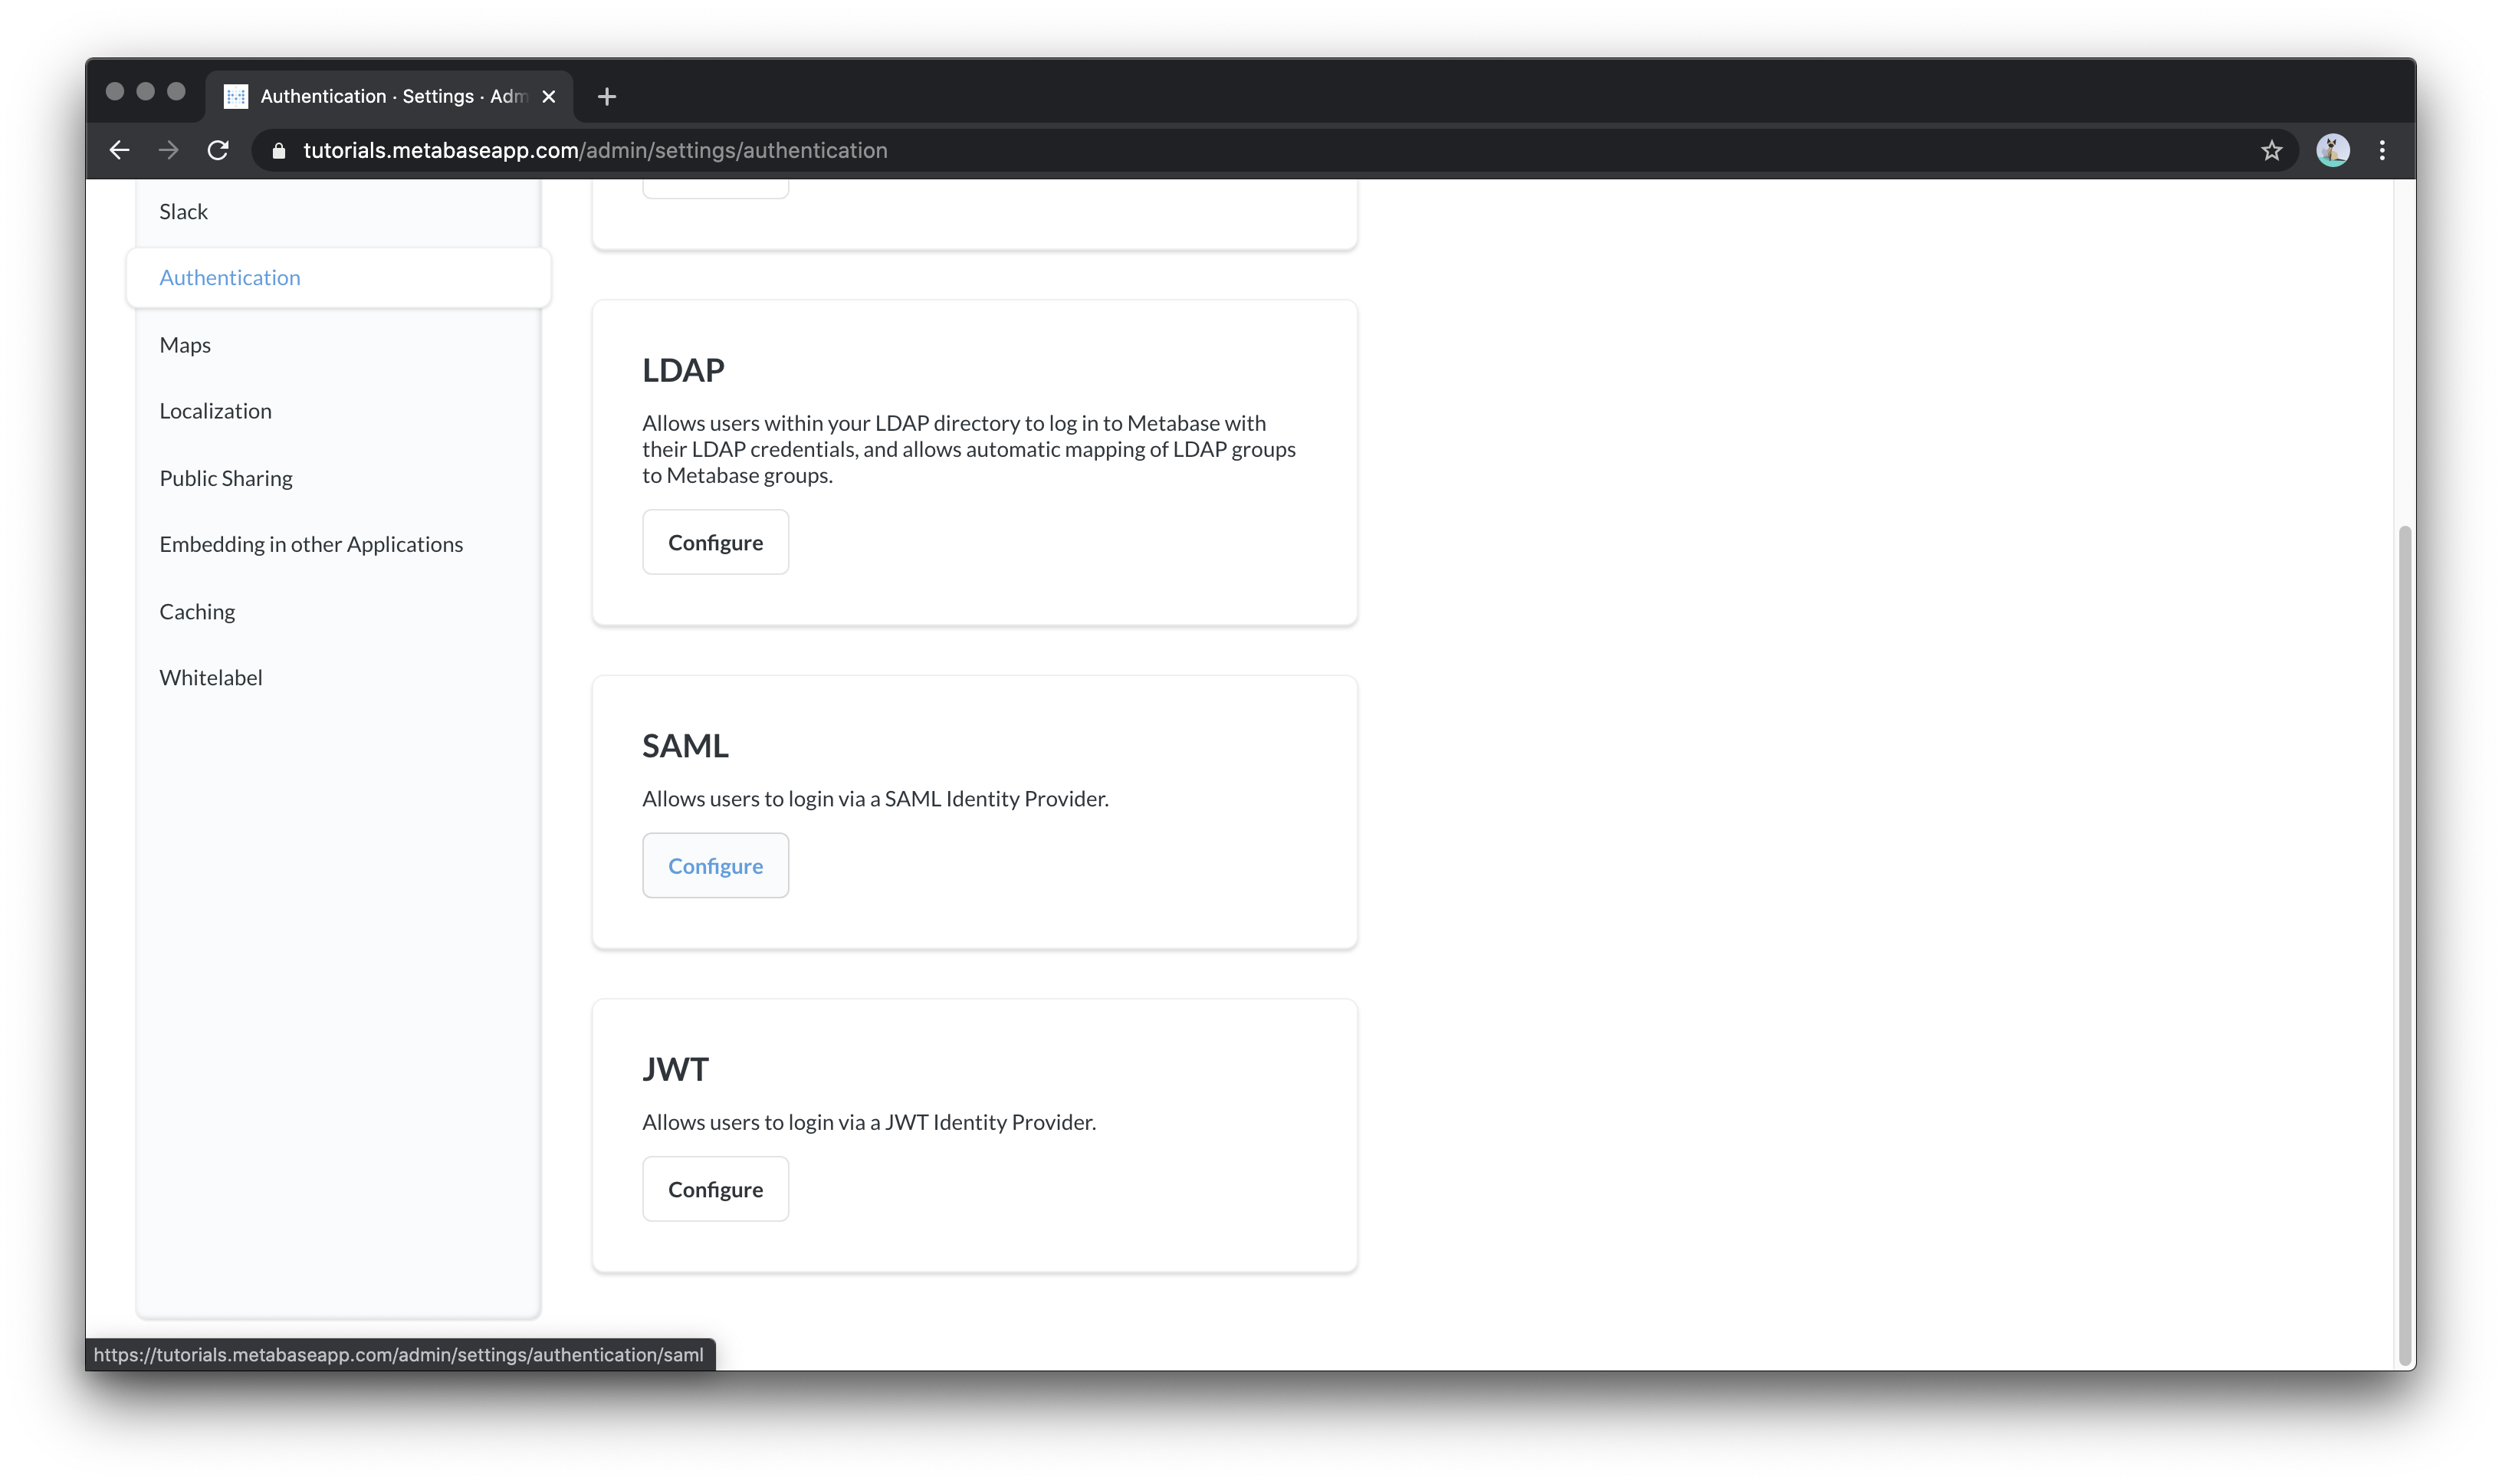 Authentication · Settings · Adm
tutorials.metabaseapp.com/admin/settings/authentication
Slack
Authentication
Maps
Localization
Public Sharing
Embedding in other Applications
Caching
Whitelabel
LDAP
Allows users within your LDAP directory to log in to Metabase with
their LDAP credentials, and allows automatic mapping of LDAP groups
to Metabase groups.
Configure
SAML
Allows users to login via a SAML Identity Provider.
Configure
JWT
Allows users to login via a JWT Identity Provider.
Configure
https://tutorials.metabaseapp.com/admin/settings/authentication/saml